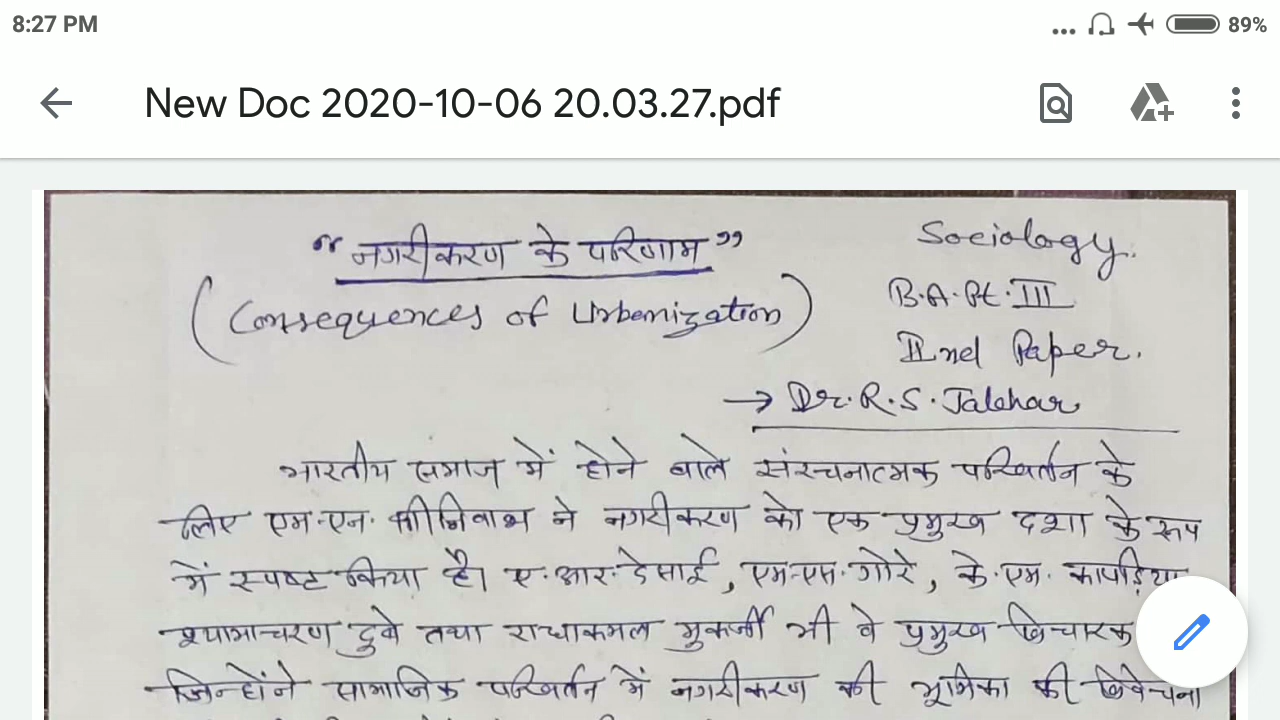 8:27 PM
... 89%
New Doc 2020-10-06 20.03.27.pdf
“ नगरीकरण के परिणाम ”
Sociology.
(Consequences of Urbanization)
B.A. Pt. III
IInd Paper.
→ Dr. R. S. Jalehar
भारतीय समाज में होने बाले संरचनात्मक परिवर्तन के
लिए एम.एन. श्रीनिवास ने नगरीकरण को एक प्रमुख दशा के रूप
में स्पष्ट किया है। ए.आर. देसाई, एम.एस. गोरे, के.एम. कापड़िया
श्यामाचरण दुबे तथा राधाकमल मुकर्जी भी वे प्रमुख विचारक
जिन्होंने सामाजिक परिवर्तन में नगरीकरण की भूमिका की विवेचना